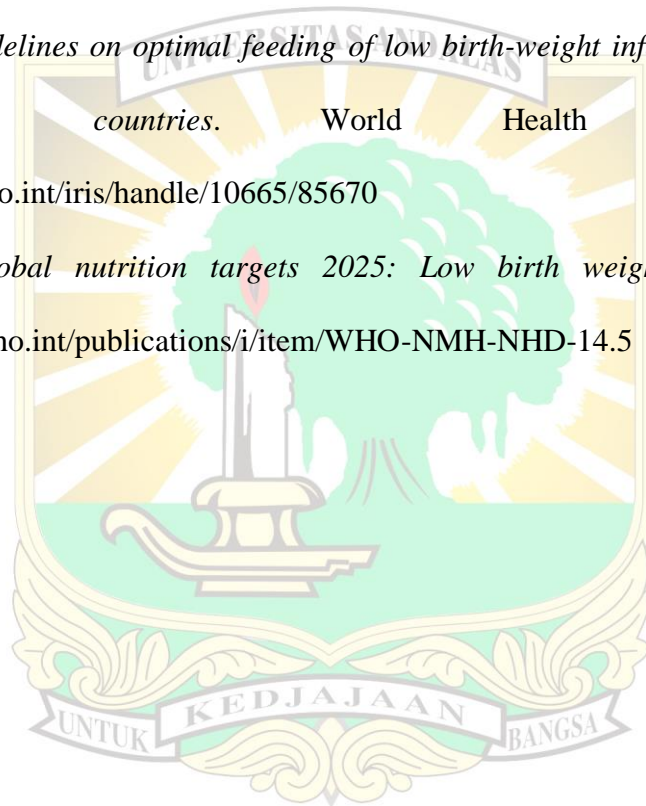 UNIVERSITAS ANDALAS
delines on optimal feeding of low birth-weight inf
countries. World Health
o.int/iris/handle/10665/85670
obal nutrition targets 2025: Low birth weigh
no.int/publications/i/item/WHO-NMH-NHD-14.5
UNTUK KEDJAJAAN BANGSA